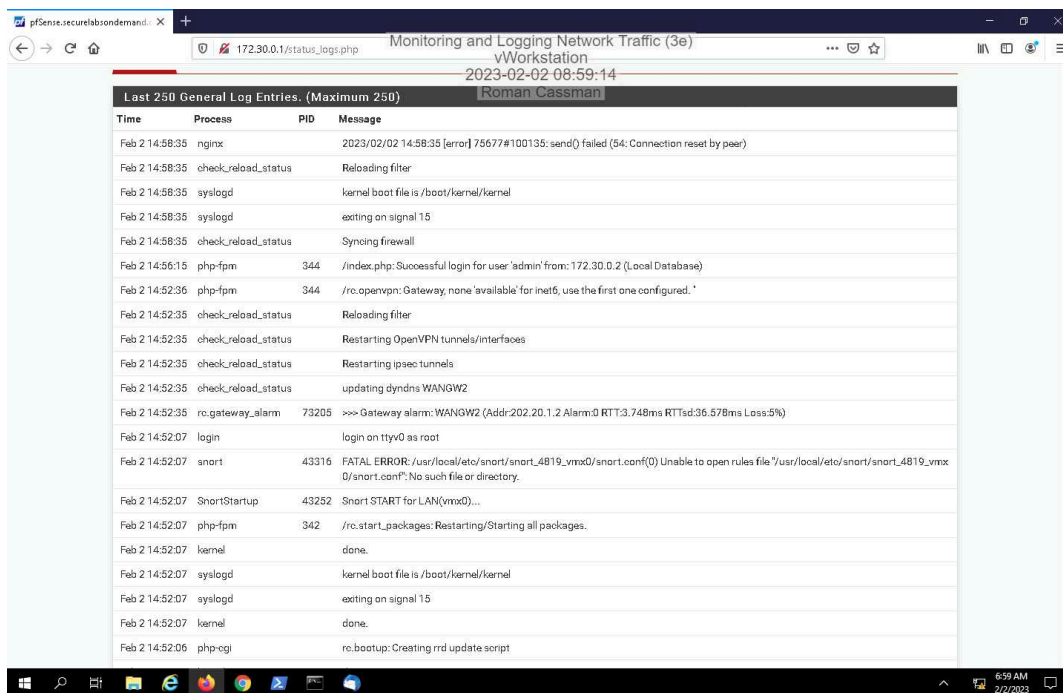 pfSense.securelabsondemand.
172.30.0.1/status_logs.php
Monitoring and Logging Network Traffic (3e)
vWorkstation
2023-02-02 08:59:14
Roman Cassman
Last 250 General Log Entries. (Maximum 250)
Time Process PID Message
Feb 2 14:58:35 nginx 2023/02/02 14:58:35 [error] 75677#100135: send() failed (54: Connection reset by peer)
Feb 2 14:58:35 check_reload_status Reloading filter
Feb 2 14:58:35 syslogd kernel boot file is /boot/kernel/kernel
Feb 2 14:58:35 syslogd exiting on signal 15
Feb 2 14:58:35 check_reload_status Syncing firewall
Feb 2 14:56:15 php-fpm 344 /index.php: Successful login for user 'admin' from: 172.30.0.2 (Local Database)
Feb 2 14:52:36 php-fpm 344 /rc.openvpn: Gateway, none 'available' for inet6, use the first one configured. '
Feb 2 14:52:35 check_reload_status Reloading filter
Feb 2 14:52:35 check_reload_status Restarting OpenVPN tunnels/interfaces
Feb 2 14:52:35 check_reload_status Restarting ipsec tunnels
Feb 2 14:52:35 check_reload_status updating dyndns WANGW2
Feb 2 14:52:35 rc.gateway_alarm 73205 >>> Gateway alarm: WANGW2 (Addr:202.20.1.2 Alarm:0 RTT:3.748ms RTTsd:36.578ms Loss:5%)
Feb 2 14:52:07 login login on ttyv0 as root
Feb 2 14:52:07 snort 43316 FATAL ERROR: /usr/local/etc/snort/snort_4819_vmx0/snort.conf(0) Unable to open rules file "/usr/local/etc/snort/snort_4819_vmx
0/snort.conf": No such file or directory.
Feb 2 14:52:07 SnortStartup 43252 Snort START for LAN(vmx0)...
Feb 2 14:52:07 php-fpm 342 /rc.start_packages: Restarting/Starting all packages.
Feb 2 14:52:07 kernel done.
Feb 2 14:52:07 syslogd kernel boot file is /boot/kernel/kernel
Feb 2 14:52:07 syslogd exiting on signal 15
Feb 2 14:52:07 kernel done.
Feb 2 14:52:06 php-cgi rc.bootup: Creating rrd update script
6:59 AM
2/2/2023